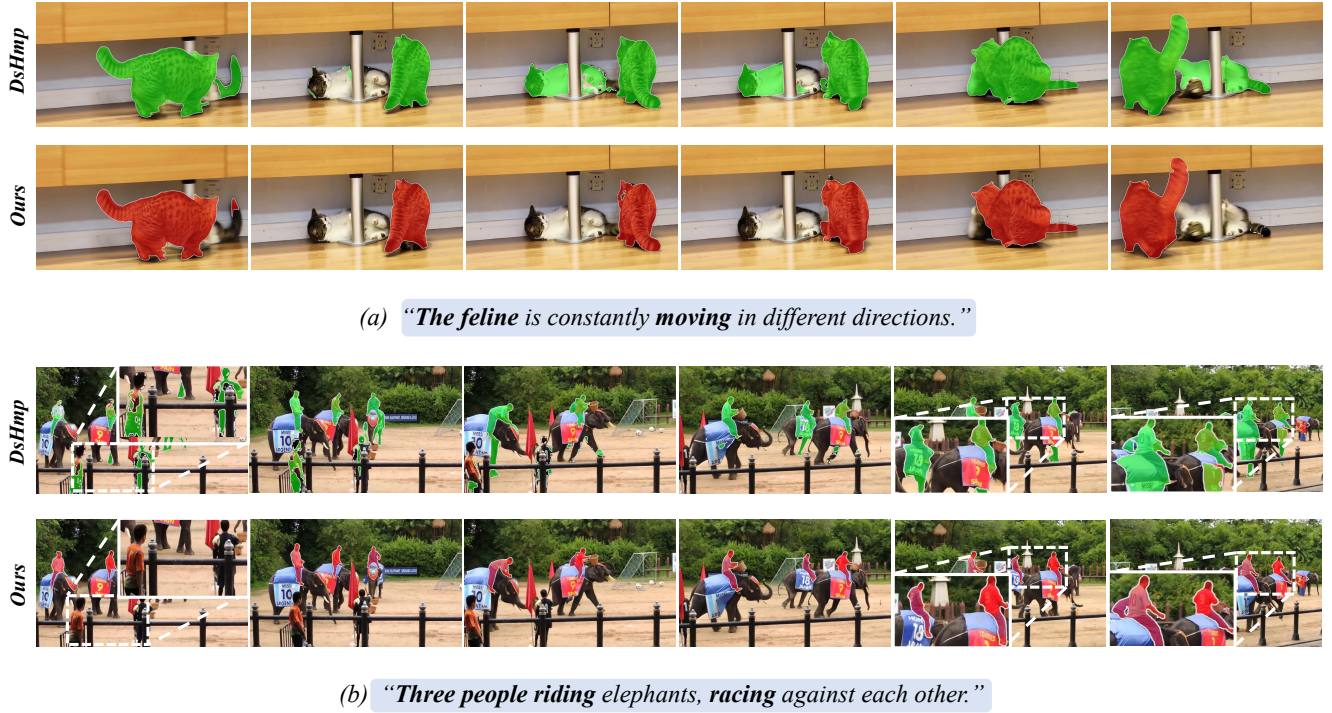 DsHmp
Ours
(a) “The feline is constantly moving in different directions.”
DsHmp
Ours
(b) “Three people riding elephants, racing against each other.”